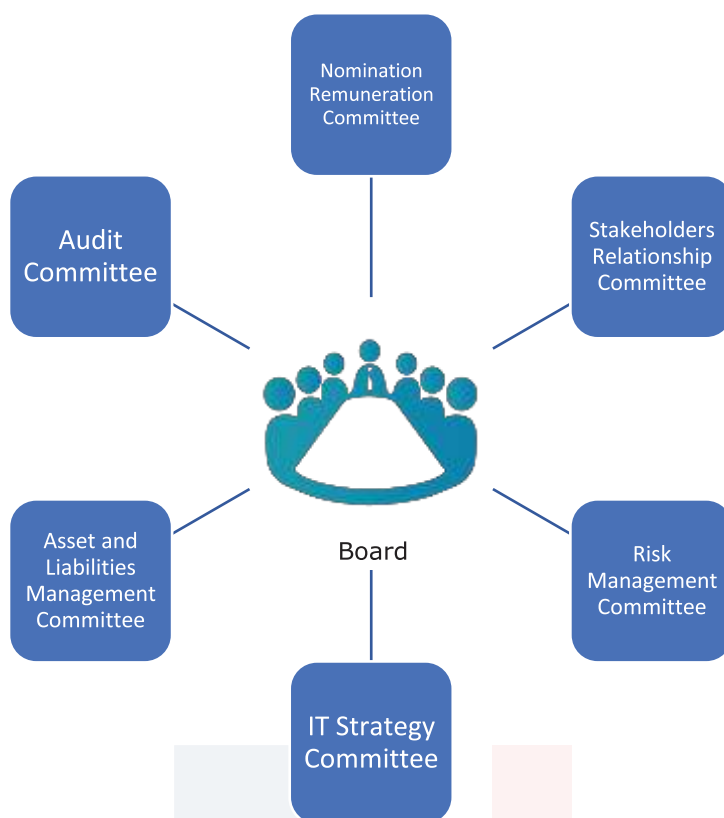 Nomination
Remuneration
Committee
Audit
Committee
Stakeholders
Relationship
Committee
Board
Asset and
Liabilities
Management
Committee
Risk
Management
Committee
IT Strategy
Committee